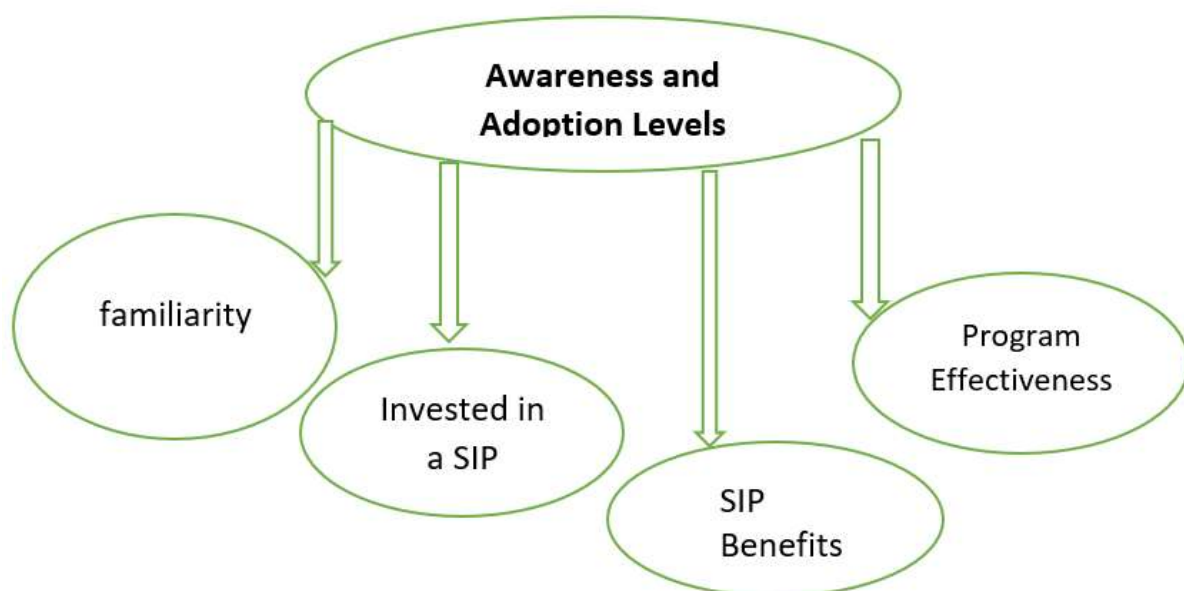 Awareness and
Adoption Levels
familiarity
Invested in
a SIP
SIP
Benefits
Program
Effectiveness